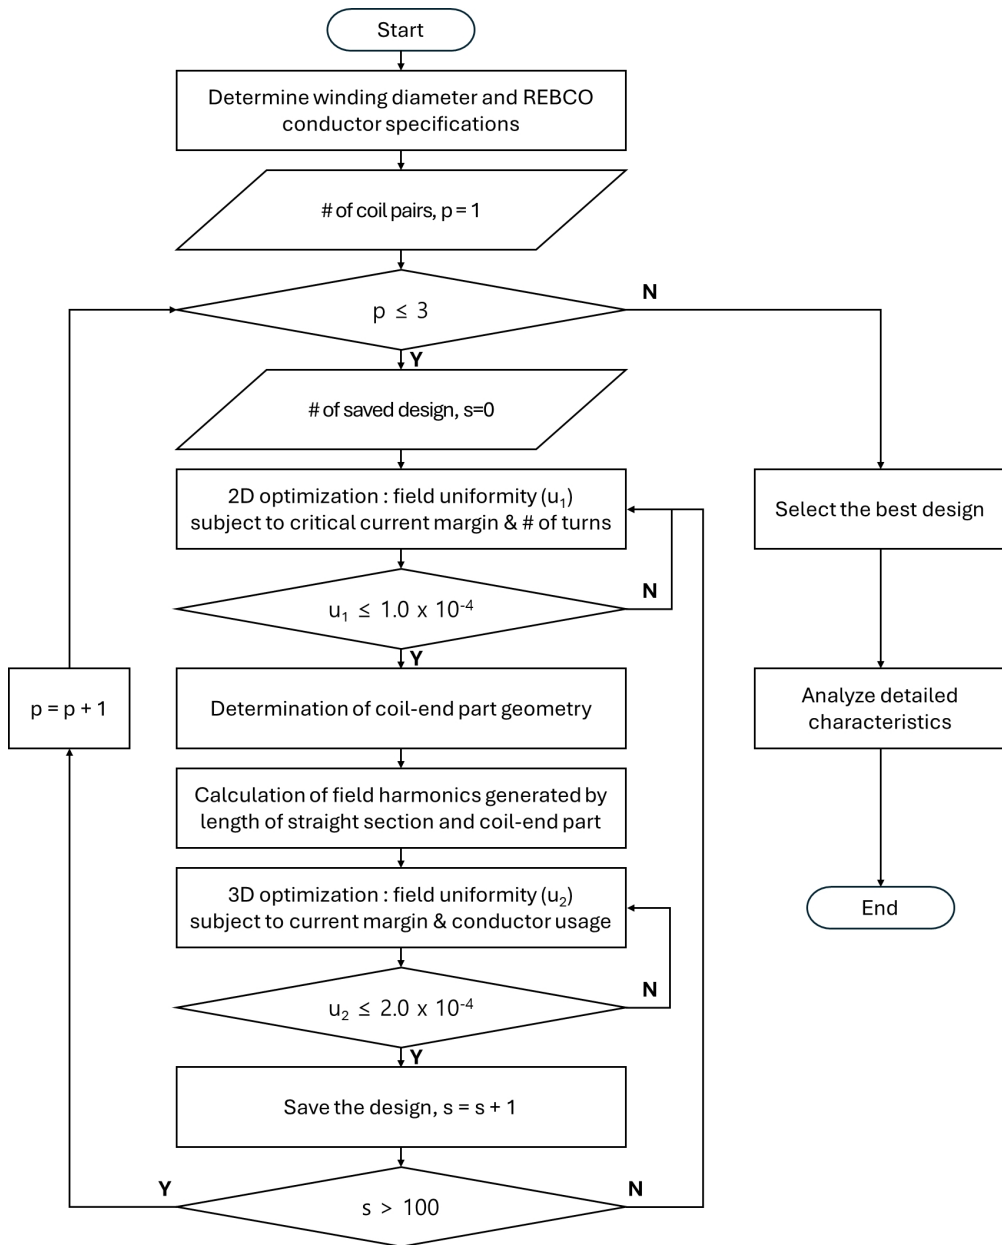 Start
Determine winding diameter and REBCO
conductor specifications
# of coil pairs, p = 1
p ≤ 3
N
Y
# of saved design, s=0
2D optimization : field uniformity (u₁)
subject to critical current margin & # of turns
u₁ ≤ 1.0 x 10⁻⁴
N
Y
Determination of coil-end part geometry
Calculation of field harmonics generated by
length of straight section and coil-end part
3D optimization : field uniformity (u₂)
subject to current margin & conductor usage
u₂ ≤ 2.0 x 10⁻⁴
N
Y
Save the design, s = s + 1
s > 100
Y
N
p = p + 1
Select the best design
Analyze detailed
characteristics
End